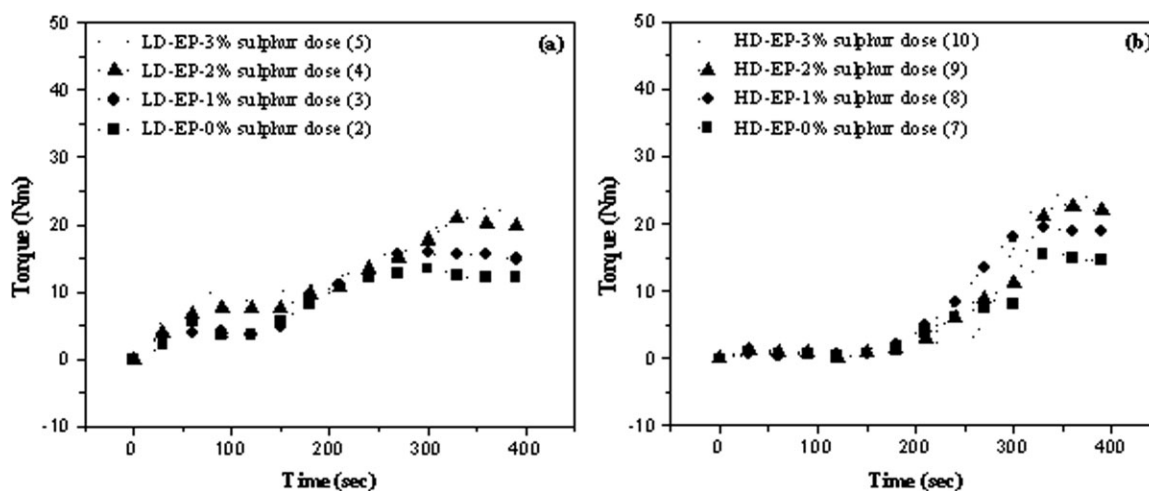 50
40
30
20
10
0
-10
Torque (Nm)
LD-EP-3% sulphur dose (5)
LD-EP-2% sulphur dose (4)
LD-EP-1% sulphur dose (3)
LD-EP-0% sulphur dose (2)
(a)
0 100 200 300 400
Time (sec)
50
40
30
20
10
0
-10
Torque (Nm)
HD-EP-3% sulphur dose (10)
HD-EP-2% sulphur dose (9)
HD-EP-1% sulphur dose (8)
HD-EP-0% sulphur dose (7)
(b)
0 100 200 300 400
Time (sec)